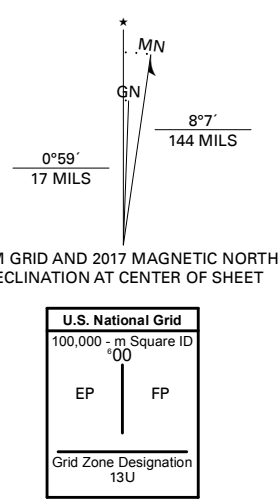 ★
MN
GN
8°7´
144 MILS
0°59´
17 MILS
M GRID AND 2017 MAGNETIC NORTH
ECLINATION AT CENTER OF SHEET
U.S. National Grid
100,000 - m Square ID
⁶00
EP FP
Grid Zone Designation
13U